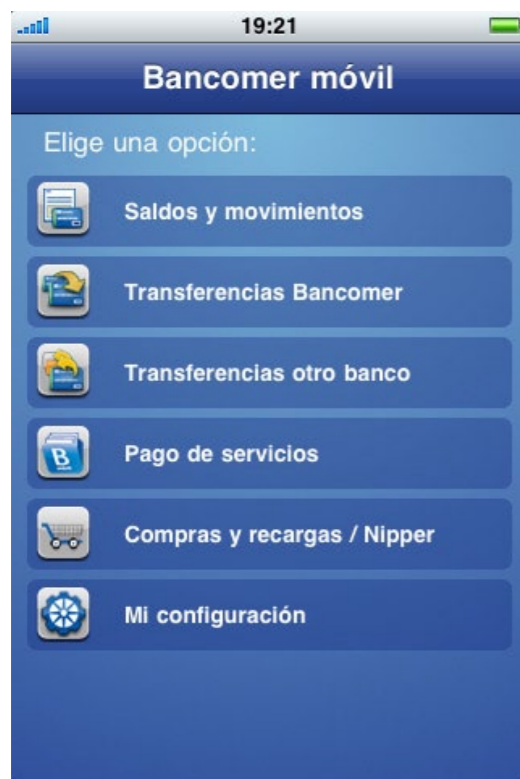 19:21
Bancomer móvil
Elige una opción:
Saldos y movimientos
Transferencias Bancomer
Transferencias otro banco
B
Pago de servicios
Compras y recargas / Nipper
Mi configuración